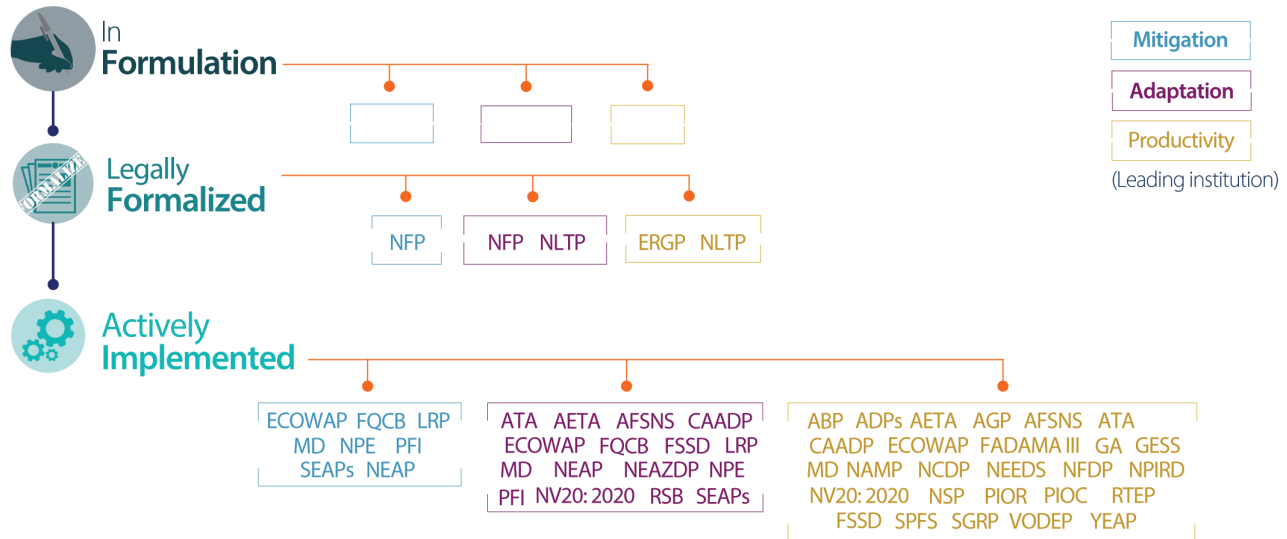 In
Formulation
Mitigation
Adaptation
Productivity
(Leading institution)
FORMALIZE
Legally
Formalized
NFP
NFP NLTP
ERGP NLTP
Actively
Implemented
ECOWAP FQCB LRP
MD NPE PFI
SEAPs NEAP
ATA AETA AFSNS CAADP
ECOWAP FQCB FSSD LRP
MD NEAP NEAZDP NPE
PFI NV20: 2020 RSB SEAPs
ABP ADPs AETA AGP AFSNS ATA
CAADP ECOWAP FADAMA III GA GESS
MD NAMP NCDP NEEDS NFDP NPIRD
NV20: 2020 NSP PIOR PIOC RTEP
FSSD SPFS SGRP VODEP YEAP